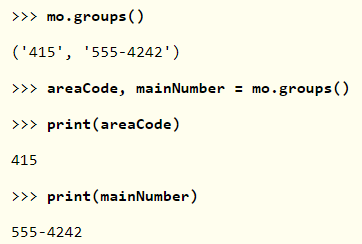 >>> mo.groups()
('415', '555-4242')
>>> areaCode, mainNumber = mo.groups()
>>> print(areaCode)
415
>>> print(mainNumber)
555-4242